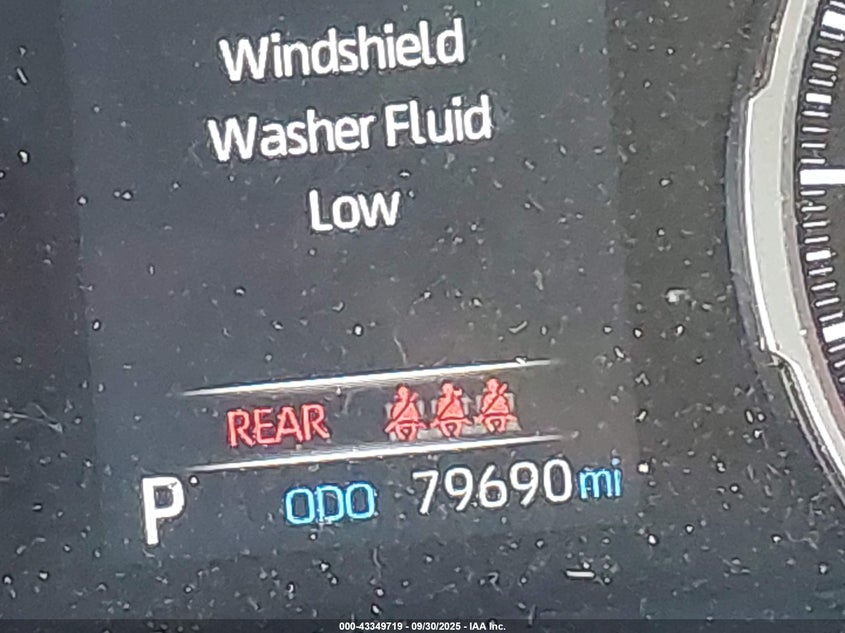 Windshield
Washer Fluid
Low
REAR
P ODO 79690 mi
000-43349719 - 09/30/2025 - IAA Inc.